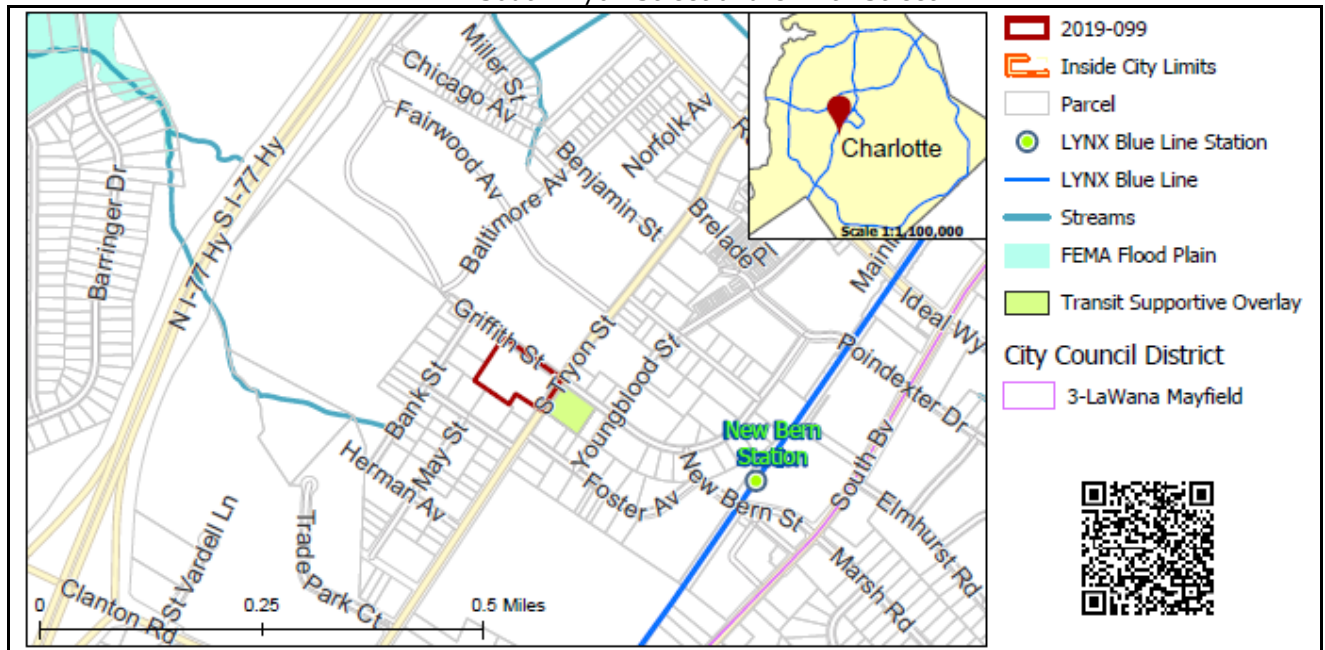 Miller St
Chicago Av
Fairwood Av
Norfolk Av
Benjamin St
Baltimore Av
Brelade Pl
Charlotte
Scale 1:1,100,000
Barringer Dr
N I-77 Hy S I-77 Hy
Griffith St
S Tryon St
Youngblood St
Ideal Wy
Poindexter Dr
Bank St
May St
Herman Av
Foster Av
New Bern
Station
New Bern St
South Bv
Elmhurst Rd
Marsh Rd
St Vardell Ln
Trade Park Ct
Clanton Rd
0 0.25 0.5 Miles
2019-099
Inside City Limits
Parcel
LYNX Blue Line Station
LYNX Blue Line
Streams
FEMA Flood Plain
Transit Supportive Overlay
City Council District
3-LaWana Mayfield